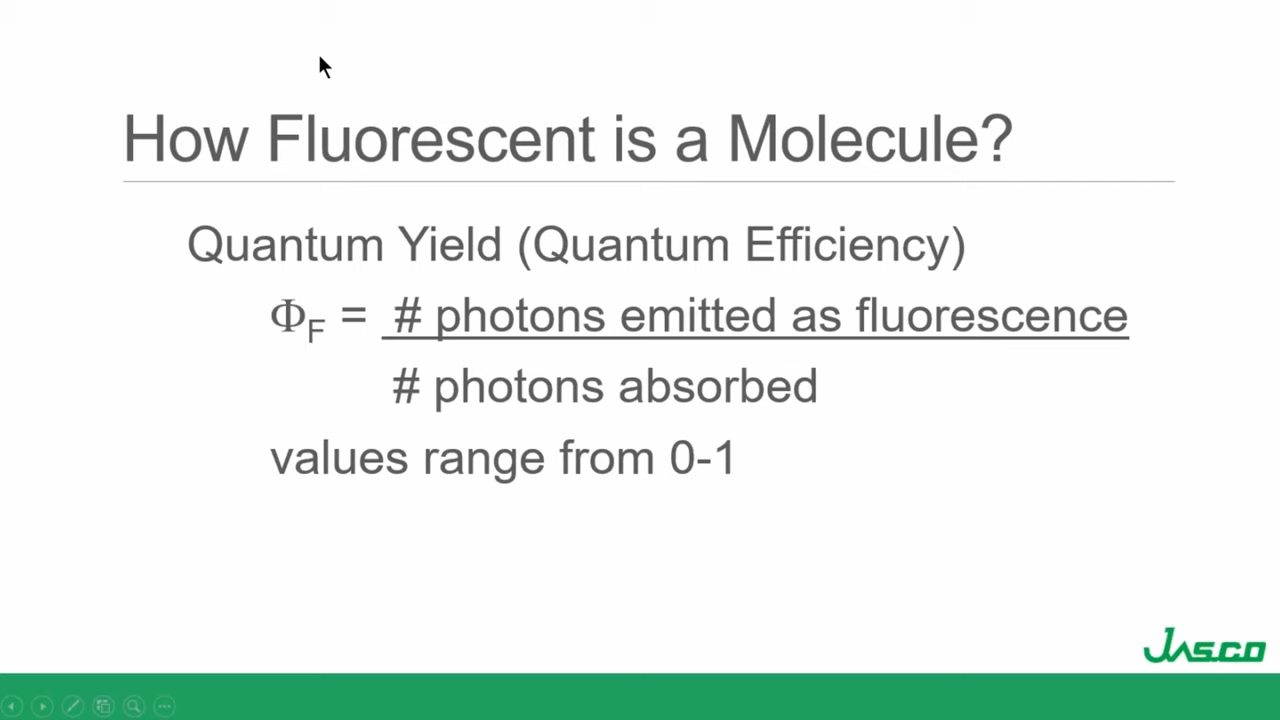 How Fluorescent is a Molecule?
Quantum Yield (Quantum Efficiency)
ΦF = # photons emitted as fluorescence
# photons absorbed
values range from 0-1
Jasco